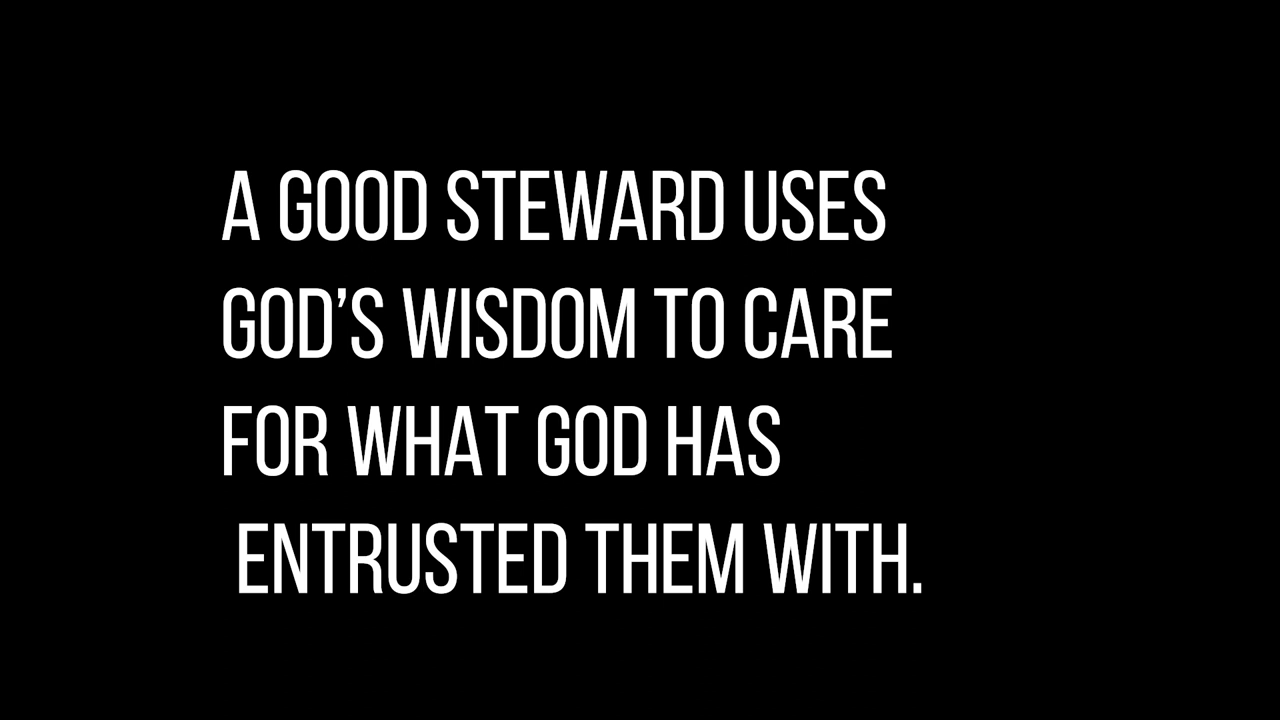 A GOOD STEWARD USES
GOD’S WISDOM TO CARE
FOR WHAT GOD HAS
ENTRUSTED THEM WITH.